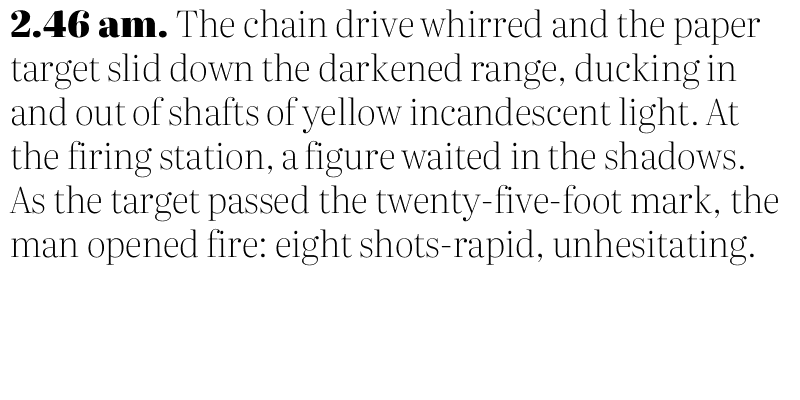 2.46 am. The chain drive whirred and the paper
target slid down the darkened range, ducking in
and out of shafts of yellow incandescent light. At
the firing station, a figure waited in the shadows.
As the target passed the twenty-five-foot mark, the
man opened fire: eight shots-rapid, unhesitating.